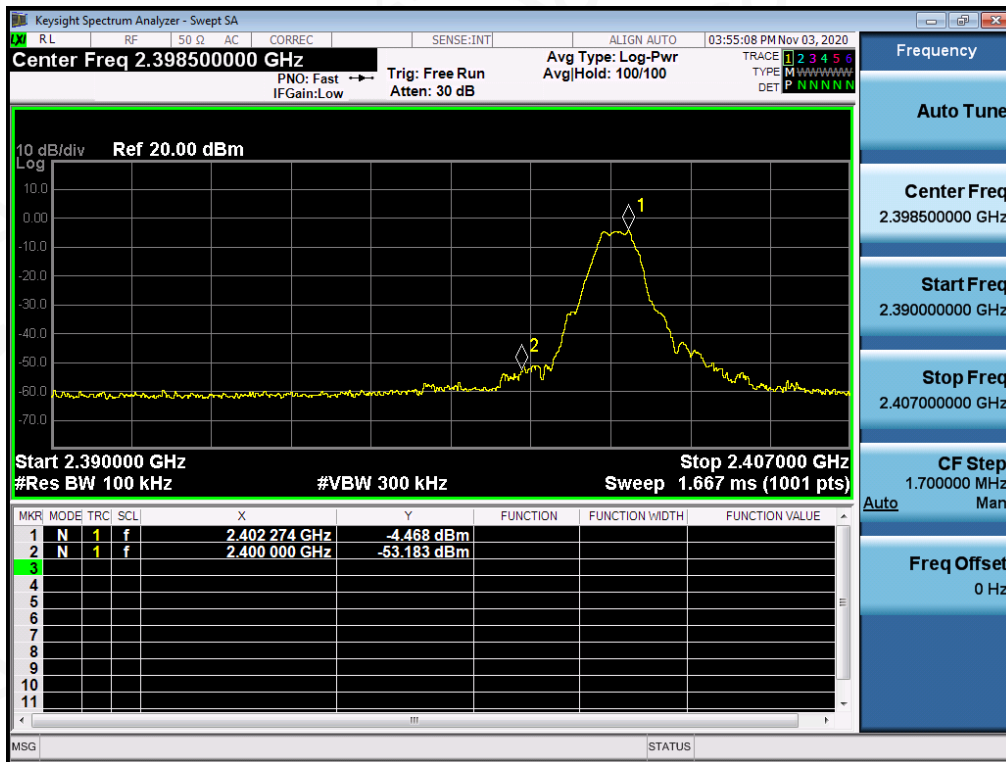 Keysight Spectrum Analyzer - Swept SA
LXI RL RF 50 Ω AC CORREC SENSE:INT ALIGN AUTO 03:55:08 PM Nov 03, 2020
Center Freq 2.398500000 GHz
PNO: Fast
IFGain:Low
Trig: Free Run
Atten: 30 dB
Avg Type: Log-Pwr
Avg|Hold: 100/100
TRACE 1 2 3 4 5 6
TYPE M WWWWW
DET P N N N N N
Frequency
Auto Tune
Center Freq
2.398500000 GHz
Start Freq
2.390000000 GHz
Stop Freq
2.407000000 GHz
CF Step
1.700000 MHz
Auto Man
Freq Offset
0 Hz
10 dB/div Ref 20.00 dBm
Log
10.0
0.00
-10.0
-20.0
-30.0
-40.0
-50.0
-60.0
-70.0
1
2
Start 2.390000 GHz Stop 2.407000 GHz
#Res BW 100 kHz #VBW 300 kHz Sweep 1.667 ms (1001 pts)
MKR MODE TRC SCL X Y FUNCTION FUNCTION WIDTH FUNCTION VALUE
1 N 1 f 2.402 274 GHz -4.468 dBm
2 N 1 f 2.400 000 GHz -53.183 dBm
3
4
5
6
7
8
9
10
11
MSG STATUS